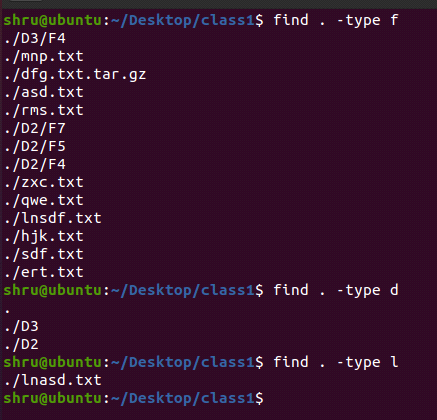 shru@ubuntu:~/Desktop/class1$ find . -type f
./D3/F4
./mnp.txt
./dfg.txt.tar.gz
./asd.txt
./rms.txt
./D2/F7
./D2/F5
./D2/F4
./zxc.txt
./qwe.txt
./lnsdf.txt
./hjk.txt
./sdf.txt
./ert.txt
shru@ubuntu:~/Desktop/class1$ find . -type d
.
./D3
./D2
shru@ubuntu:~/Desktop/class1$ find . -type l
./lnasd.txt
shru@ubuntu:~/Desktop/class1$